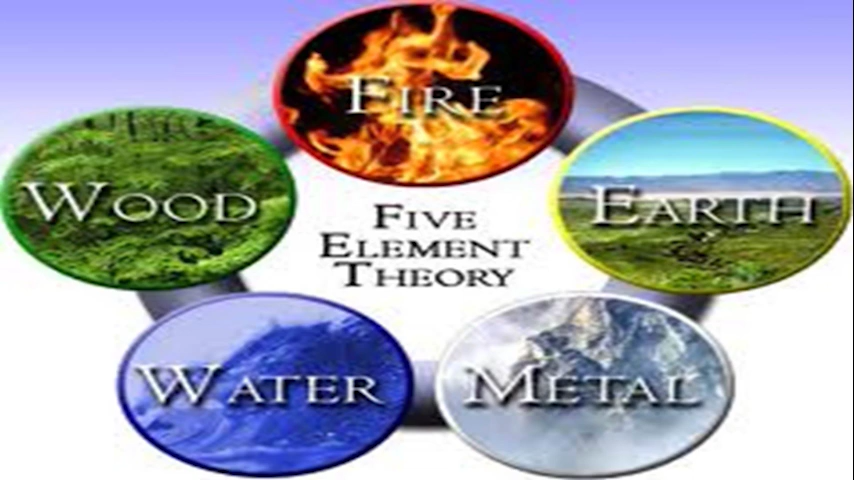 FIRE
WOOD
EARTH
FIVE
ELEMENT
THEORY
WATER
METAL